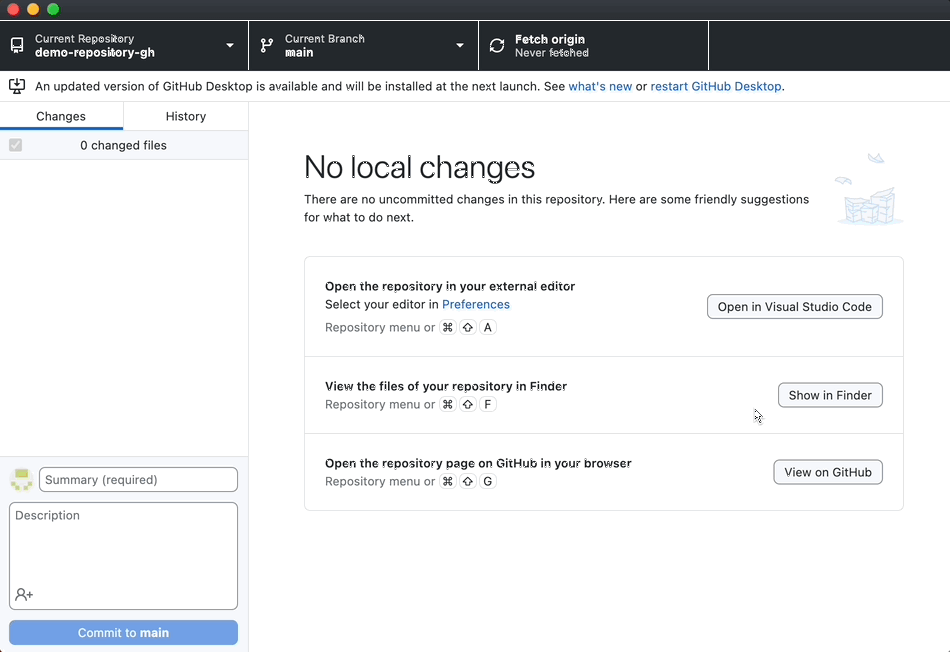 Current Repository
demo-repository-gh
Current Branch
main
Fetch origin
Never fetched
An updated version of GitHub Desktop is available and will be installed at the next launch. See what's new or restart GitHub Desktop.
Changes
History
0 changed files
No local changes
There are no uncommitted changes in this repository. Here are some friendly suggestions
for what to do next.
Open the repository in your external editor
Select your editor in Preferences
Repository menu or ⌘ ⇧ A
Open in Visual Studio Code
View the files of your repository in Finder
Repository menu or ⌘ ⇧ F
Show in Finder
Open the repository page on GitHub in your browser
Repository menu or ⌘ ⇧ G
View on GitHub
Summary (required)
Description
Commit to main